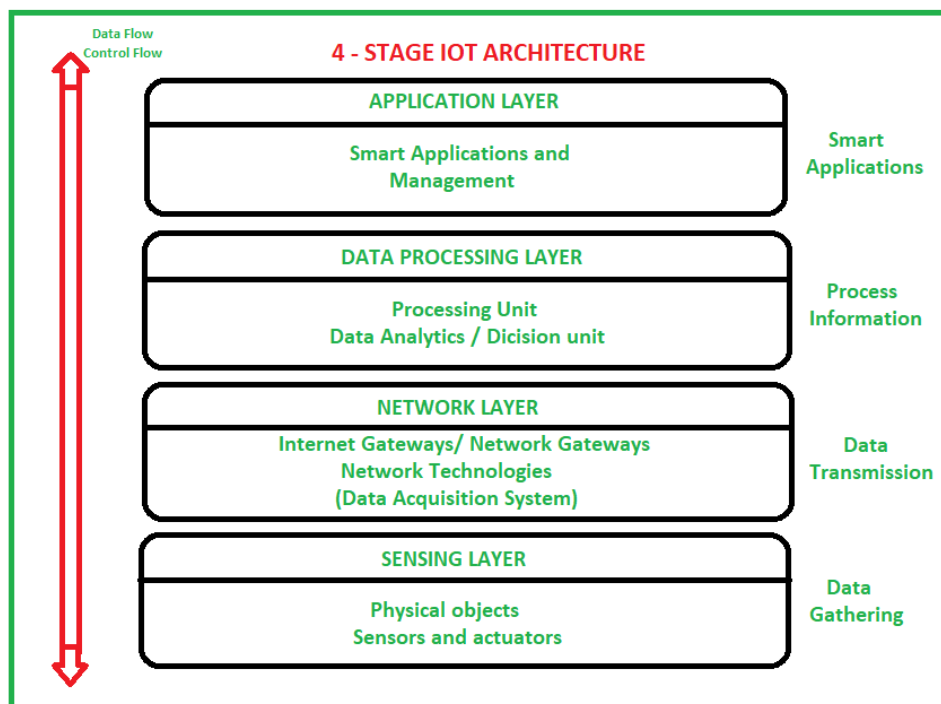 Data Flow
Control Flow
4 - STAGE IOT ARCHITECTURE
APPLICATION LAYER
Smart Applications and
Management
Smart
Applications
DATA PROCESSING LAYER
Processing Unit
Data Analytics / Dicision unit
Process
Information
NETWORK LAYER
Internet Gateways/ Network Gateways
Network Technologies
(Data Acquisition System)
Data
Transmission
SENSING LAYER
Physical objects
Sensors and actuators
Data
Gathering